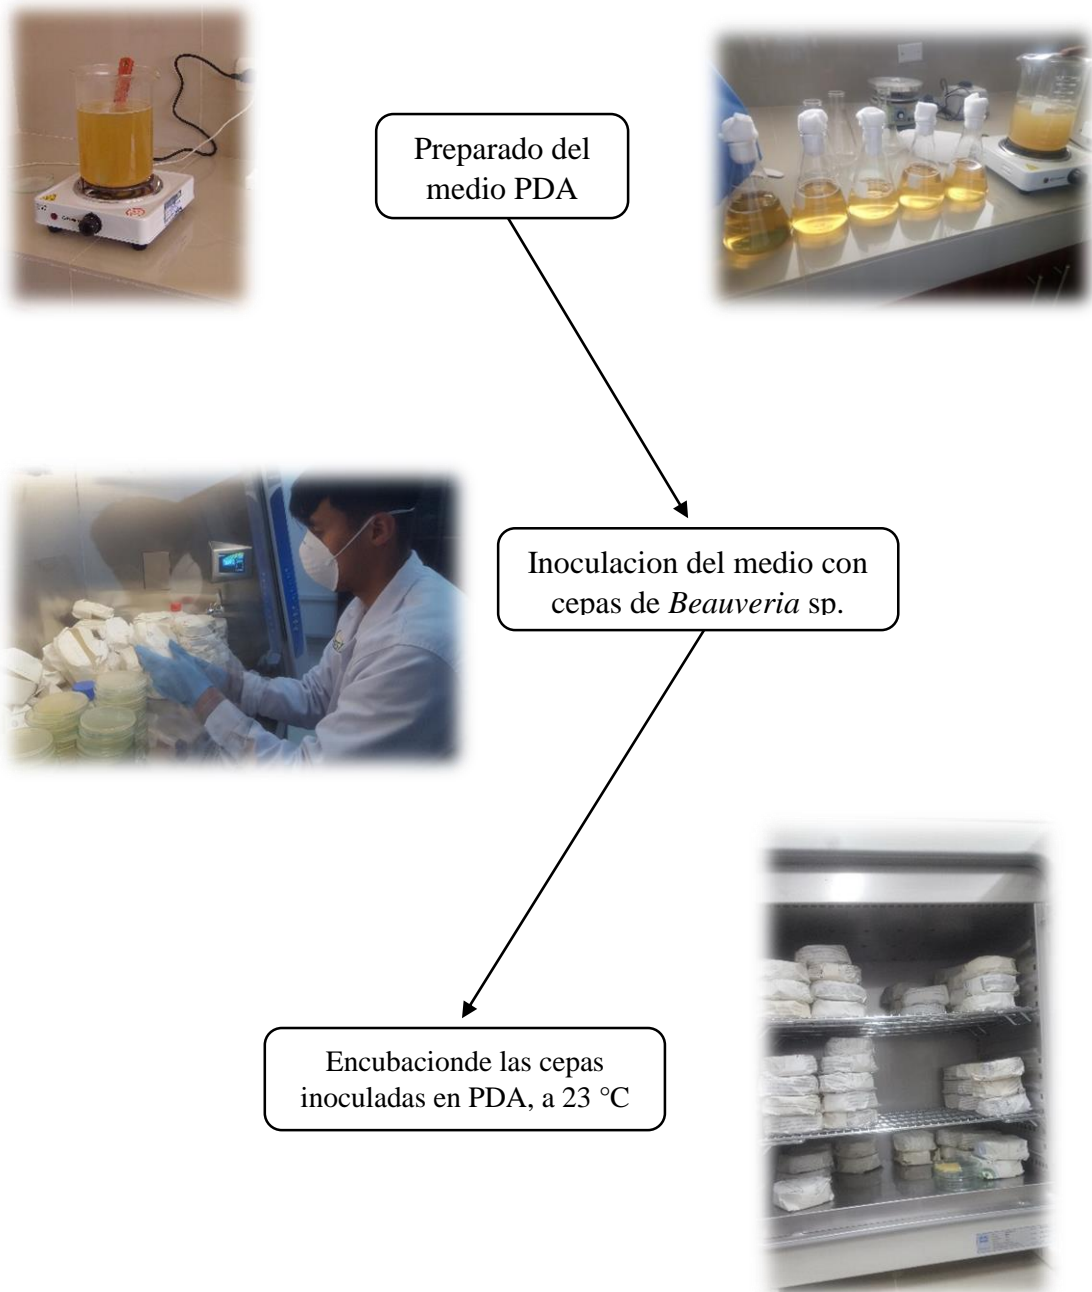 Preparado del
medio PDA
Inoculacion del medio con
cepas de Beauveria sp.
Encubacionde las cepas
inoculadas en PDA, a 23 °C